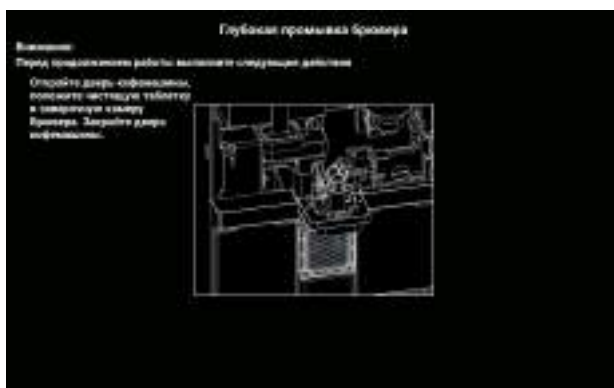 Глубокая промывка брювера
Внимание:
Перед продолжением работы выполните следующие действия
Откройте дверь кофемашины,
положите чистящую таблетку
в заварочную камеру
брювера. Закройте дверь
кофемашины.